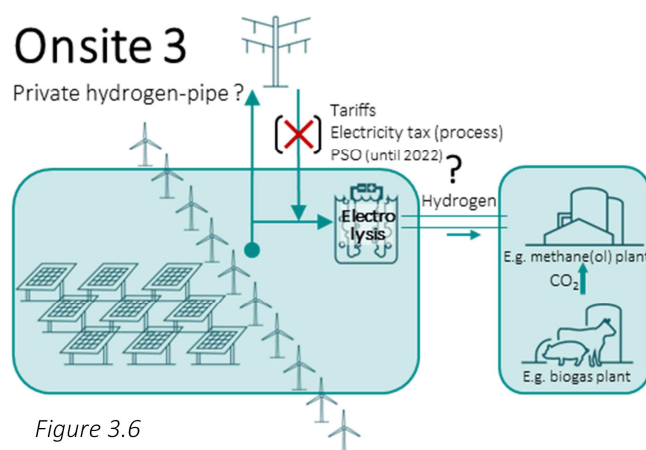 Onsite 3
Private hydrogen-pipe ?
Tariffs
Electricity tax (process)
PSO (until 2022)
?
Hydrogen
Electro
lysis
E.g. methane(ol) plant
CO₂
E.g. biogas plant
Figure 3.6